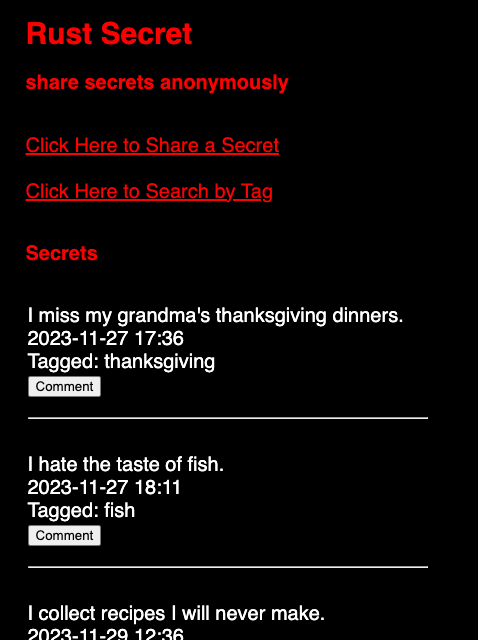 Rust Secret
share secrets anonymously
Click Here to Share a Secret
Click Here to Search by Tag
Secrets
I miss my grandma's thanksgiving dinners.
2023-11-27 17:36
Tagged: thanksgiving
Comment
I hate the taste of fish.
2023-11-27 18:11
Tagged: fish
Comment
I collect recipes I will never make.
2023-11-29 12:36